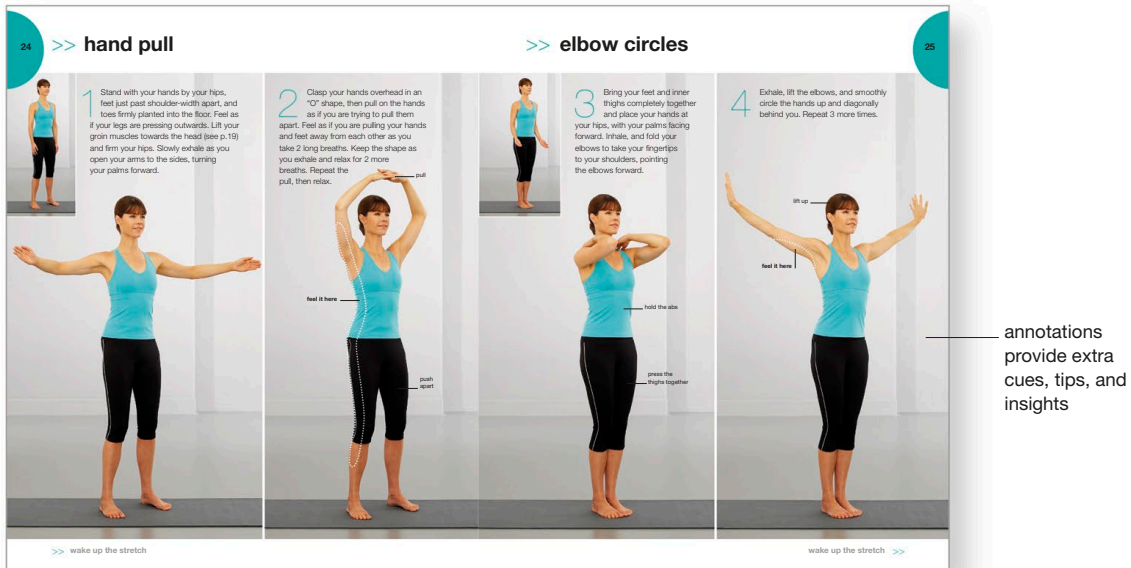 24
>> hand pull
>> elbow circles
25
1 Stand with your hands by your hips,
feet just past shoulder-width apart, and
toes firmly planted into the floor. Feel as
if your legs are pressing outwards. Lift your
groin muscles towards the head (see p.19)
and firm your hips. Slowly exhale as you
open your arms to the sides, turning
your palms forward.
2 Clasp your hands overhead in an
“O” shape, then pull on the hands
as if you are trying to pull them
apart. Feel as if you are pulling your hands
and feet away from each other as you
take 2 long breaths. Keep the shape as
you exhale and relax for 2 more
breaths. Repeat the
pull, then relax.
pull
feel it here
push
apart
3 Bring your feet and inner
thighs completely together
and place your hands at
your hips, with your palms facing
forward. Inhale, and fold your
elbows to take your fingertips
to your shoulders, pointing
the elbows forward.
hold the abs
press the
thighs together
4 Exhale, lift the elbows, and smoothly
circle the hands up and diagonally
behind you. Repeat 3 more times.
lift up
feel it here
annotations
provide extra
cues, tips, and
insights
>> wake up the stretch
wake up the stretch >>